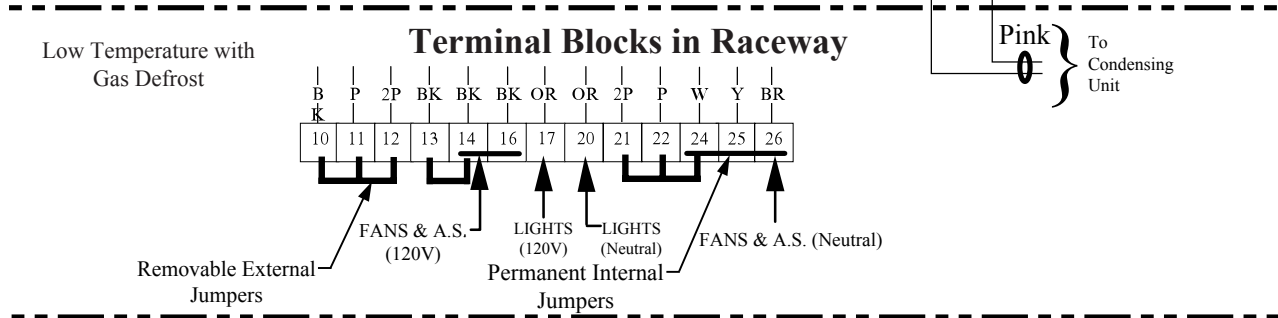 Terminal Blocks in Raceway
Low Temperature with
Gas Defrost
Pink
To
Condensing
Unit
BK P 2P BK BK BK OR OR 2P P W Y BR
10 11 12 13 14 16 17 20 21 22 24 25 26
FANS & A.S.
(120V)
LIGHTS
(120V)
LIGHTS
(Neutral)
FANS & A.S. (Neutral)
Removable External
Jumpers
Permanent Internal
Jumpers